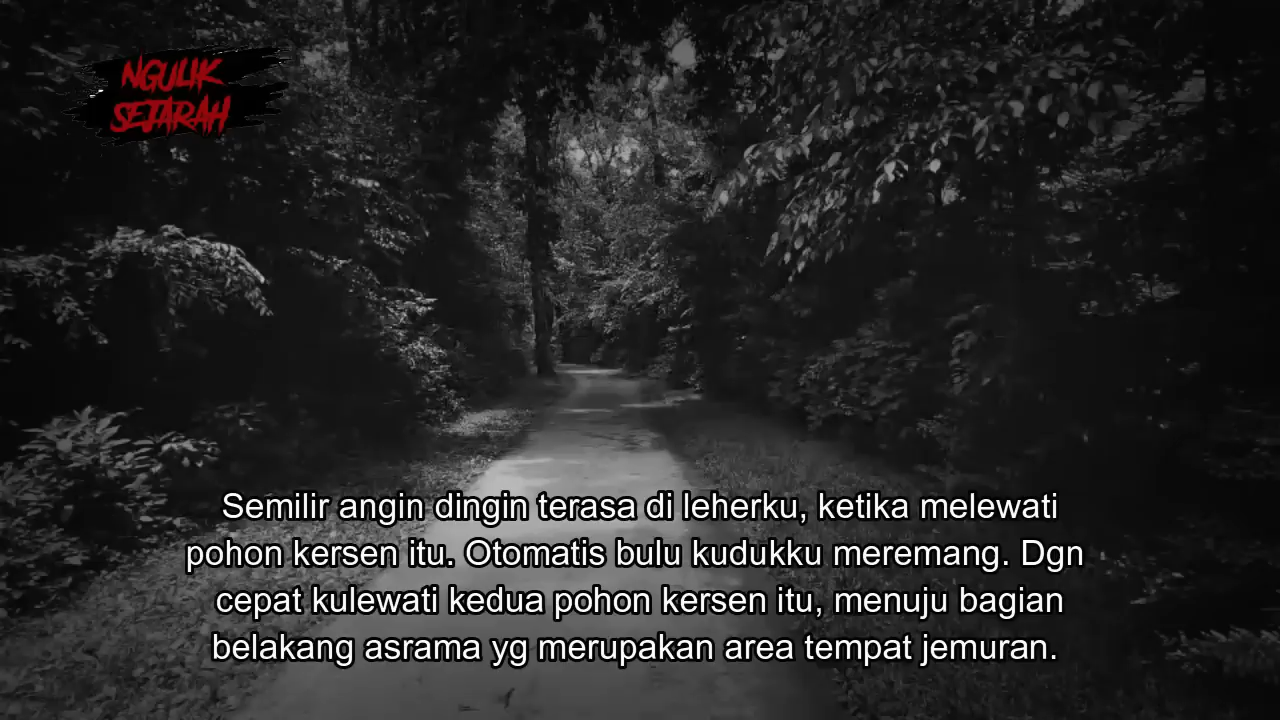 NGULIK
SEJARAH
Semilir angin dingin terasa di leherku, ketika melewati
pohon kersen itu. Otomatis bulu kudukku meremang. Dgn
cepat kulewati kedua pohon kersen itu, menuju bagian
belakang asrama yg merupakan area tempat jemuran.